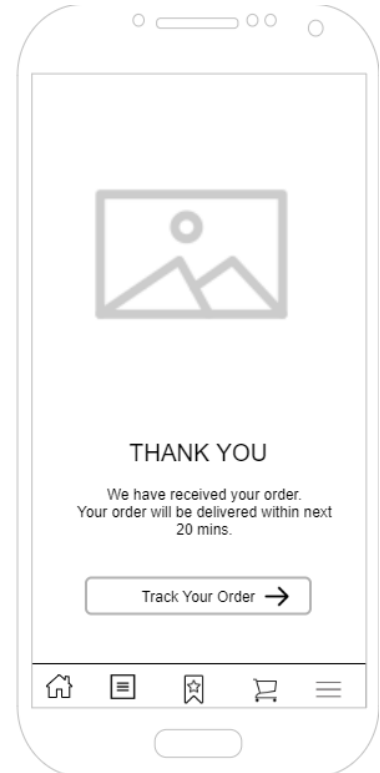 THANK YOU
We have received your order.
Your order will be delivered within next
20 mins.
Track Your Order